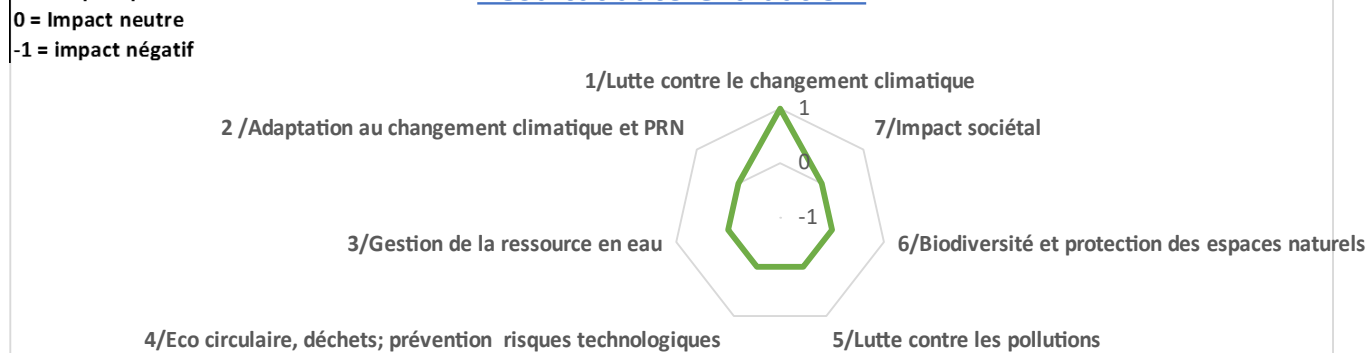 0 = Impact neutre
-1 = impact négatif
1/Lutte contre le changement climatique
1
2 /Adaptation au changement climatique et PRN
7/Impact sociétal
0
-1
3/Gestion de la ressource en eau
6/Biodiversité et protection des espaces naturels
4/Eco circulaire, déchets; prévention  risques technologiques
5/Lutte contre les pollutions